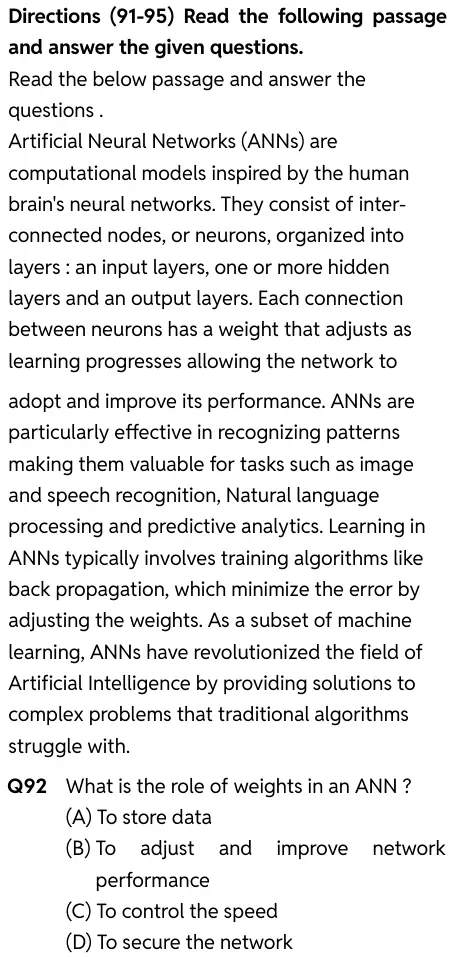 Directions (91-95) Read the following passage
and answer the given questions.
Read the below passage and answer the
questions .
Artificial Neural Networks (ANNs) are
computational models inspired by the human
brain's neural networks. They consist of inter-
connected nodes, or neurons, organized into
layers : an input layers, one or more hidden
layers and an output layers. Each connection
between neurons has a weight that adjusts as
learning progresses allowing the network to
adopt and improve its performance. ANNs are
particularly effective in recognizing patterns
making them valuable for tasks such as image
and speech recognition, Natural language
processing and predictive analytics. Learning in
ANNs typically involves training algorithms like
back propagation, which minimize the error by
adjusting the weights. As a subset of machine
learning, ANNs have revolutionized the field of
Artificial Intelligence by providing solutions to
complex problems that traditional algorithms
struggle with.
Q92 What is the role of weights in an ANN ?
(A) To store data
(B) To adjust and improve network
performance
(C) To control the speed
(D) To secure the network